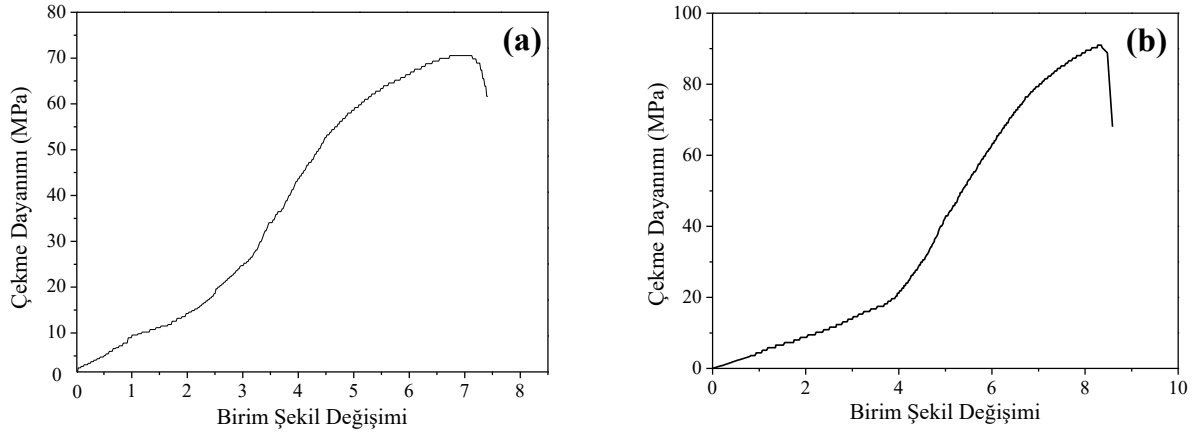 (a)
Çekme Dayanımı (MPa)
80
70
60
50
40
30
20
10
0
0 1 2 3 4 5 6 7 8
Birim Şekil Değişimi
(b)
Çekme Dayanımı (MPa)
100
80
60
40
20
0
0 2 4 6 8 10
Birim Şekil Değişimi